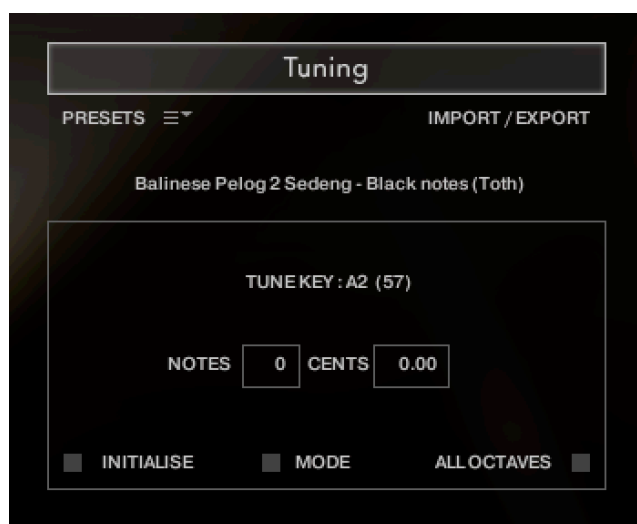 Tuning
PRESETS IMPORT / EXPORT
Balinese Pelog 2 Sedeng - Black notes (Toth)
TUNE KEY : A2 (57)
NOTES 0 CENTS 0.00
INITIALISE MODE ALL OCTAVES